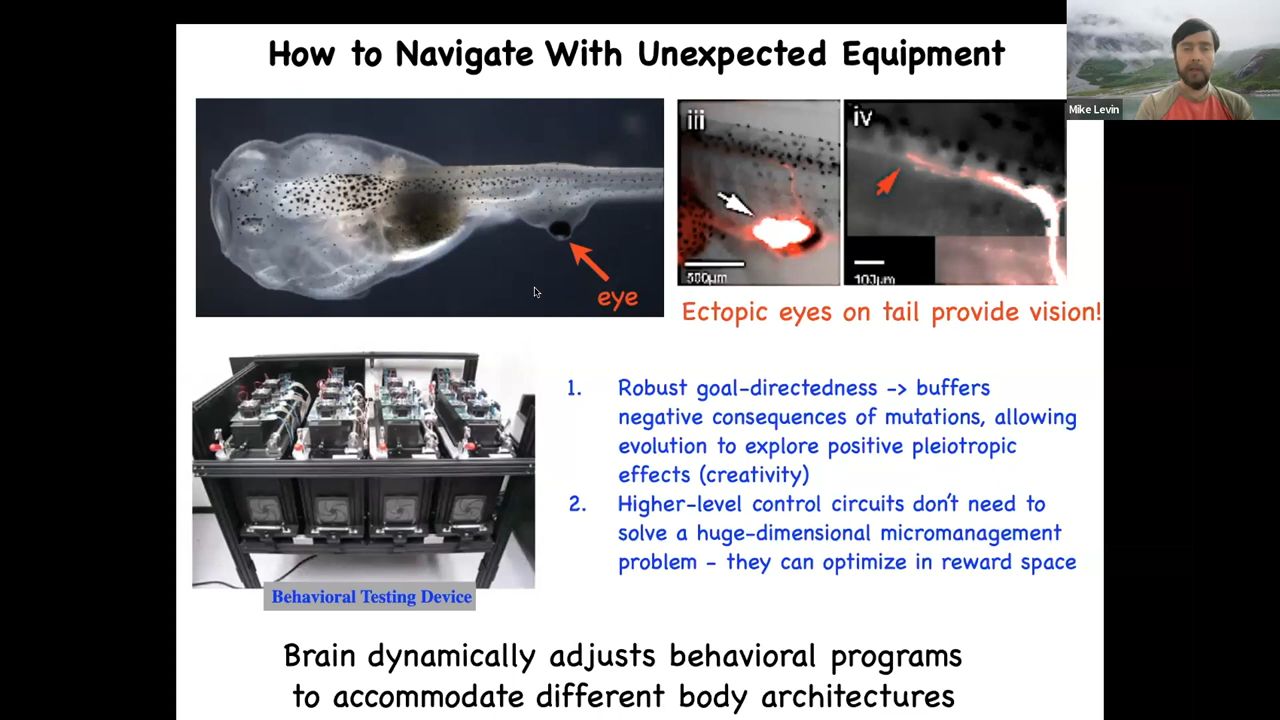 How to Navigate With Unexpected Equipment
Mike Levin
eye
iii
500µm
iv
100µm
Ectopic eyes on tail provide vision!
1. Robust goal-directedness -> buffers
negative consequences of mutations, allowing
evolution to explore positive pleiotropic
effects (creativity)
2. Higher-level control circuits don't need to
solve a huge-dimensional micromanagement
problem - they can optimize in reward space
Behavioral Testing Device
Brain dynamically adjusts behavioral programs
to accommodate different body architectures